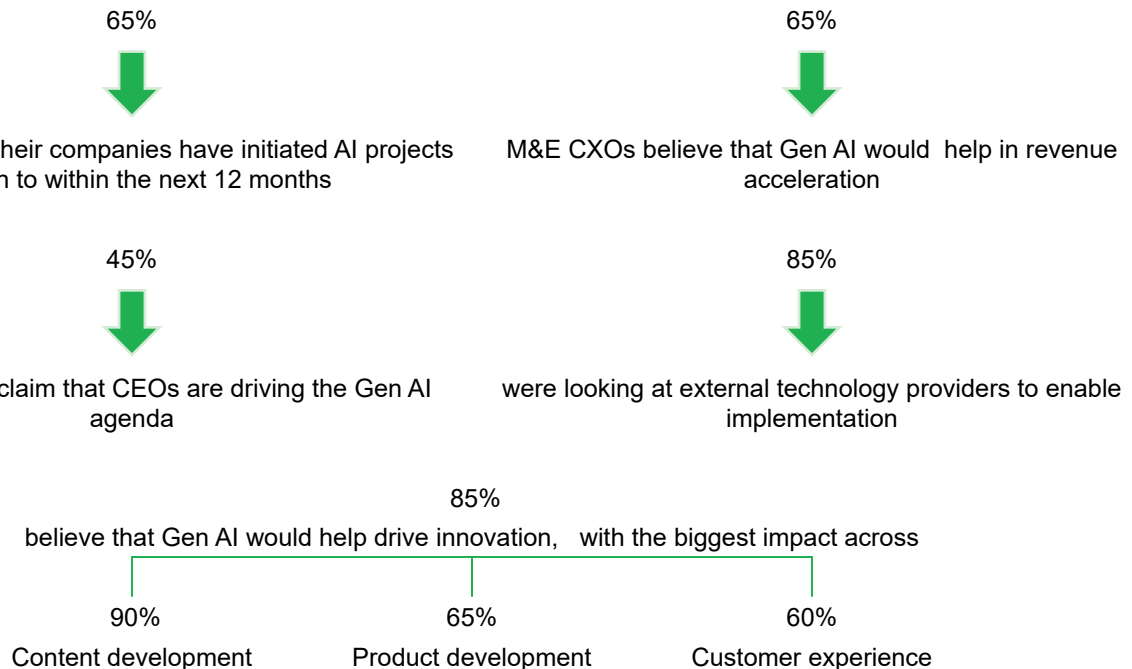 65%
65%
heir companies have initiated AI projects
M&E CXOs believe that Gen AI would help in revenue
to within the next 12 months
acceleration
45%
85%
claim that CEOs are driving the Gen AI
were looking at external technology providers to enable
agenda
implementation
85%
believe that Gen AI would help drive innovation, with the biggest impact across
90%
65%
60%
Content development
Product development
Customer experience